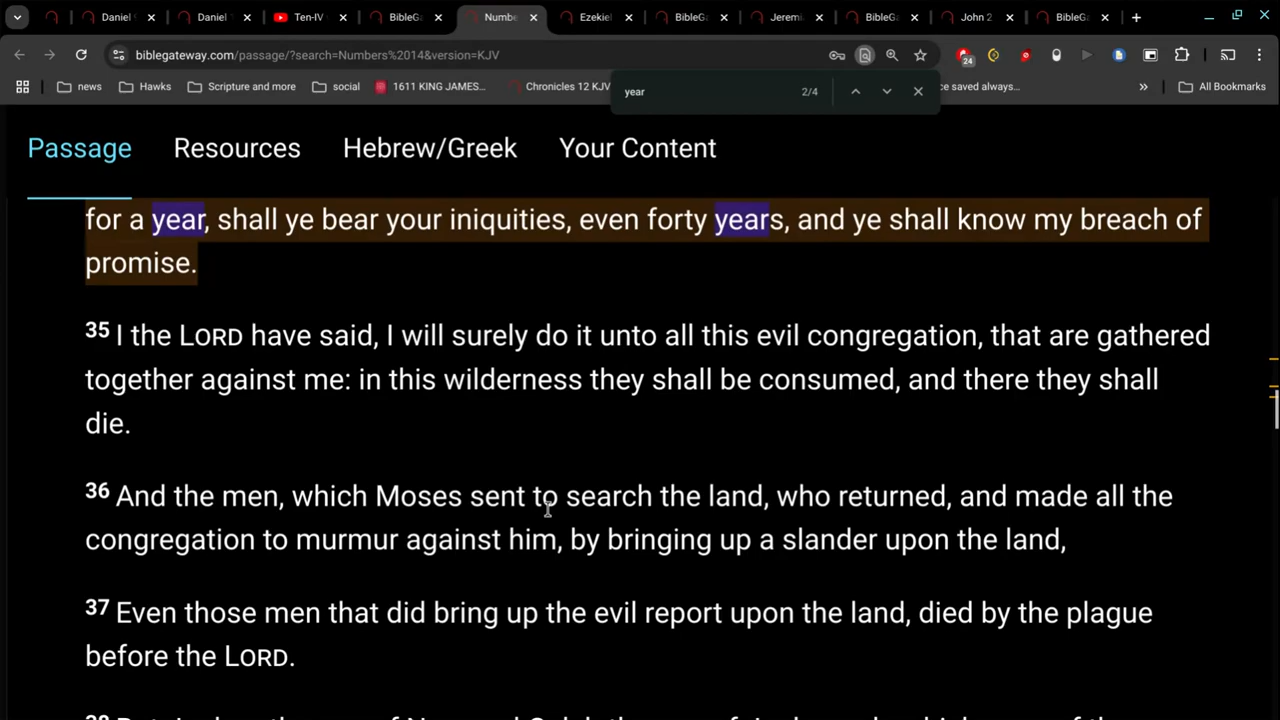 Daniel
Daniel
Ten-IV
BibleGa
Numbe
Ezekiel
BibleGa
Jeremi
BibleGa
John 2
BibleGa
biblegateway.com/passage/?search=Numbers%2014&version=KJV
24
news
Hawks
Scripture and more
social
1611 KING JAMES...
Chronicles 12 KJV
ce saved always...
All Bookmarks
year
2/4
Passage
Resources
Hebrew/Greek
Your Content
for a year, shall ye bear your iniquities, even forty years, and ye shall know my breach of
promise.
35 I the LORD have said, I will surely do it unto all this evil congregation, that are gathered
together against me: in this wilderness they shall be consumed, and there they shall
die.
36 And the men, which Moses sent to search the land, who returned, and made all the
congregation to murmur against him, by bringing up a slander upon the land,
37 Even those men that did bring up the evil report upon the land, died by the plague
before the LORD.